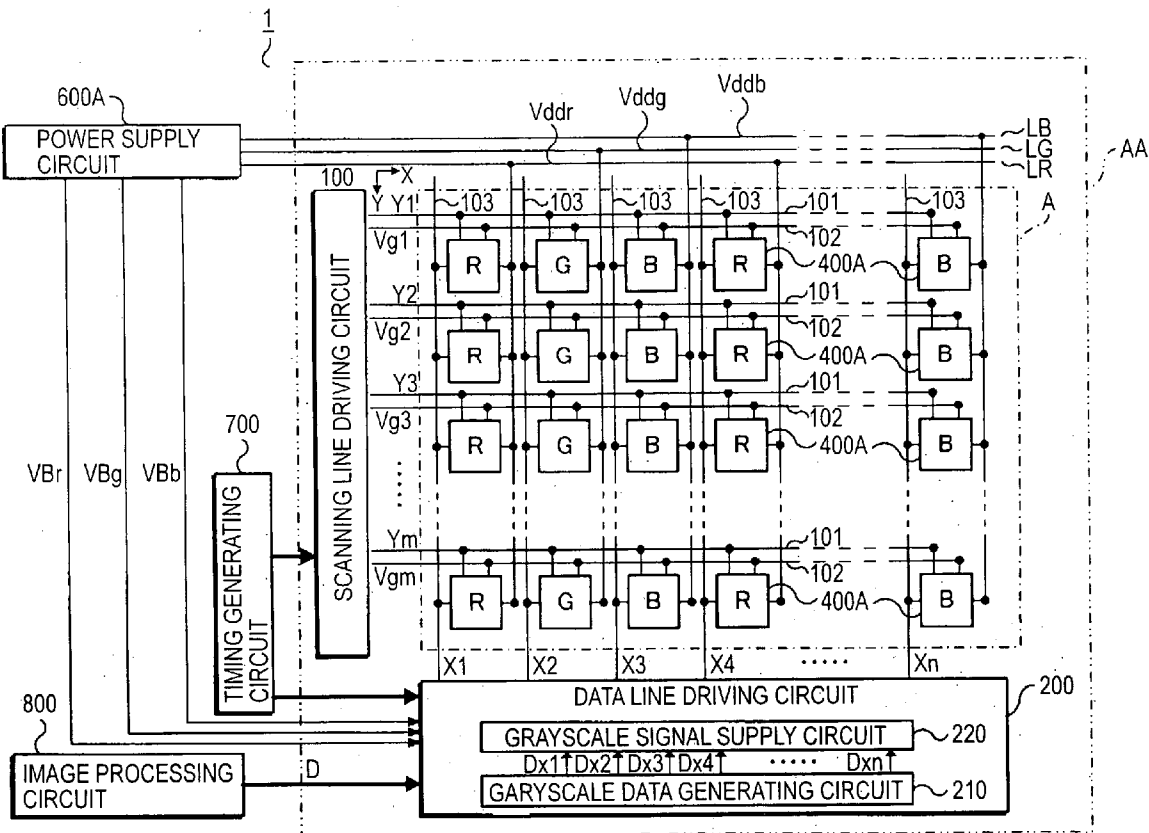 1
600A
POWER SUPPLY
CIRCUIT
Vddr
Vddg
Vddb
LB
LG
LR
AA
A
100
SCANNING LINE DRIVING CIRCUIT
X
Y
Y1
103 103 103 103 103
101
Vg1
102
R G B R 400A B
Y2
101
Vg2
102
R G B R 400A B
Y3
101
Vg3
102
R G B R 400A B
.....
Ym
101
Vgm
102
R G B R 400A B
VBr VBg VBb
700
TIMING GENERATING
CIRCUIT
X1 X2 X3 X4 ..... Xn
DATA LINE DRIVING CIRCUIT
200
GRAYSCALE SIGNAL SUPPLY CIRCUIT
220
Dx1 Dx2 Dx3 Dx4 ..... Dxn
GARYSCALE DATA GENERATING CIRCUIT
210
800
IMAGE PROCESSING
CIRCUIT
D